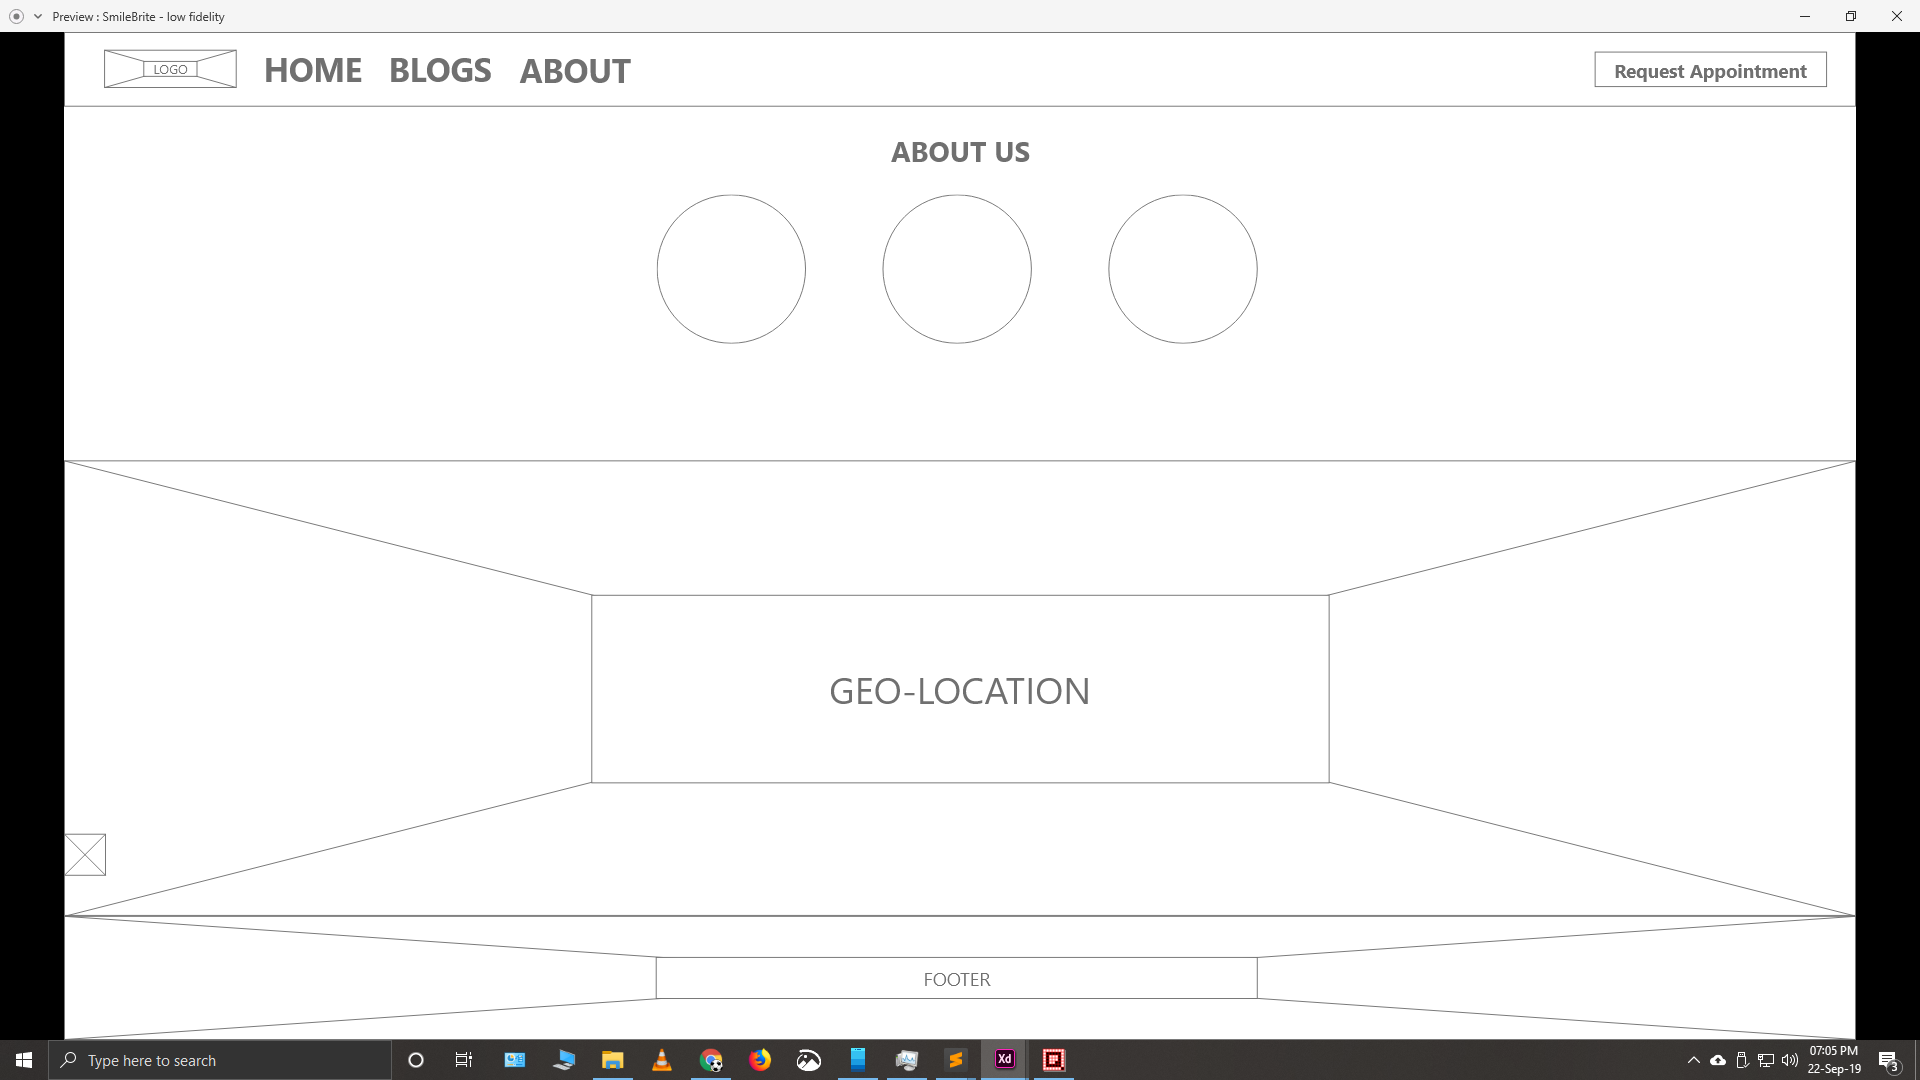 Preview : SmileBrite - low fidelity
LOGO HOME BLOGS ABOUT Request Appointment
ABOUT US
GEO-LOCATION
FOOTER
Type here to search
Xd
07:05 PM
22-Sep-19
3